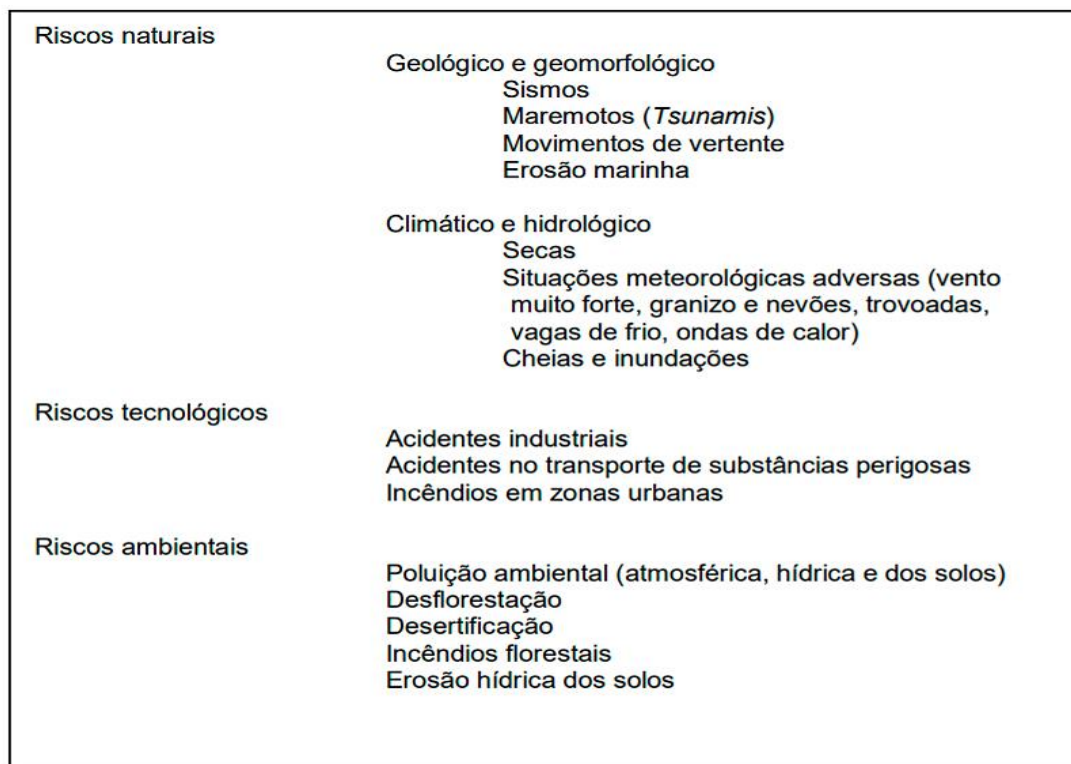 Riscos naturais
Geológico e geomorfológico
Sismos
Maremotos (Tsunamis)
Movimentos de vertente
Erosão marinha
Climático e hidrológico
Secas
Situações meteorológicas adversas (vento
muito forte, granizo e nevões, trovoadas,
vagas de frio, ondas de calor)
Cheias e inundações
Riscos tecnológicos
Acidentes industriais
Acidentes no transporte de substâncias perigosas
Incêndios em zonas urbanas
Riscos ambientais
Poluição ambiental (atmosférica, hídrica e dos solos)
Desflorestação
Desertificação
Incêndios florestais
Erosão hídrica dos solos